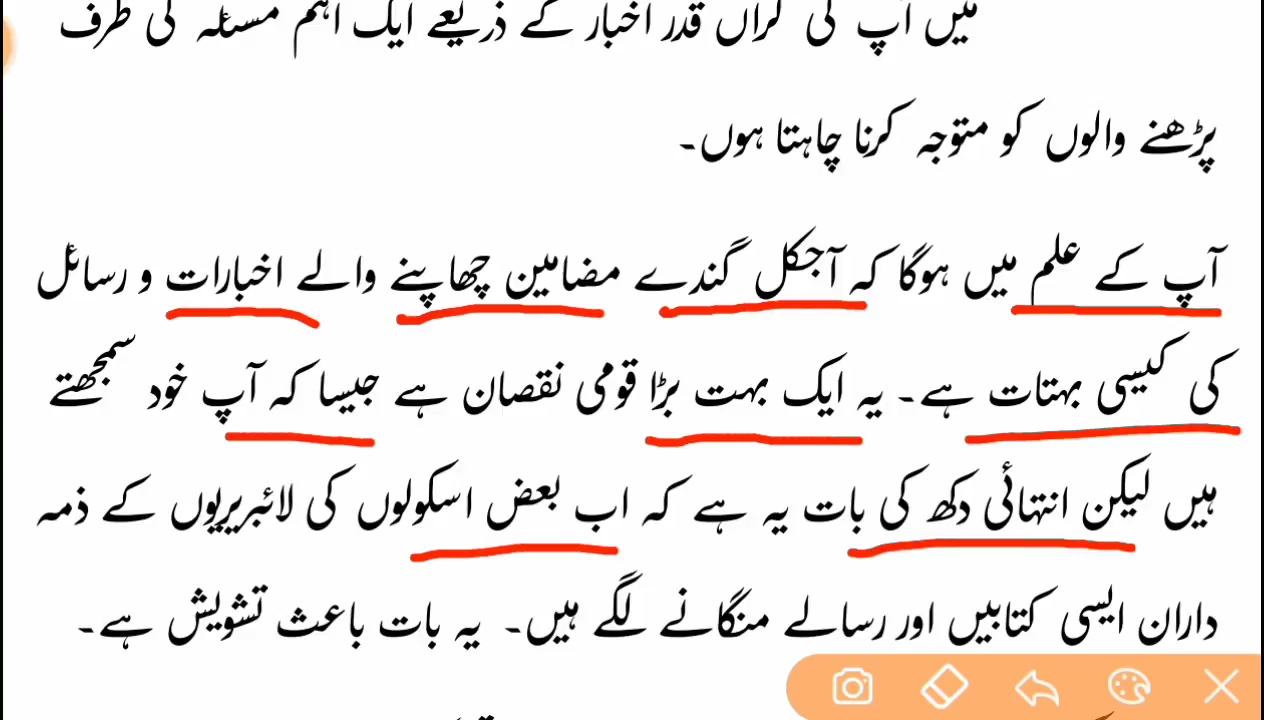 میں آپ کی گراں قدر اخبار کے ذریعے ایک اہم مسئلہ کی طرف
پڑھنے والوں کو متوجہ کرنا چاہتا ہوں۔
آپ کے علم میں ہوگا کہ آجکل گندے مضامین چھاپنے والے اخبارات و رسائل
کی کیسی بہتات ہے۔ یہ ایک بہت بڑا قومی نقصان ہے جیسا کہ آپ خود سمجھتے
ہیں لیکن انتہائی دکھ کی بات یہ ہے کہ اب بعض اسکولوں کی لائبریریوں کے ذمہ
داران ایسی کتابیں اور رسالے منگانے لگے ہیں۔ یہ بات باعث تشویش ہے۔